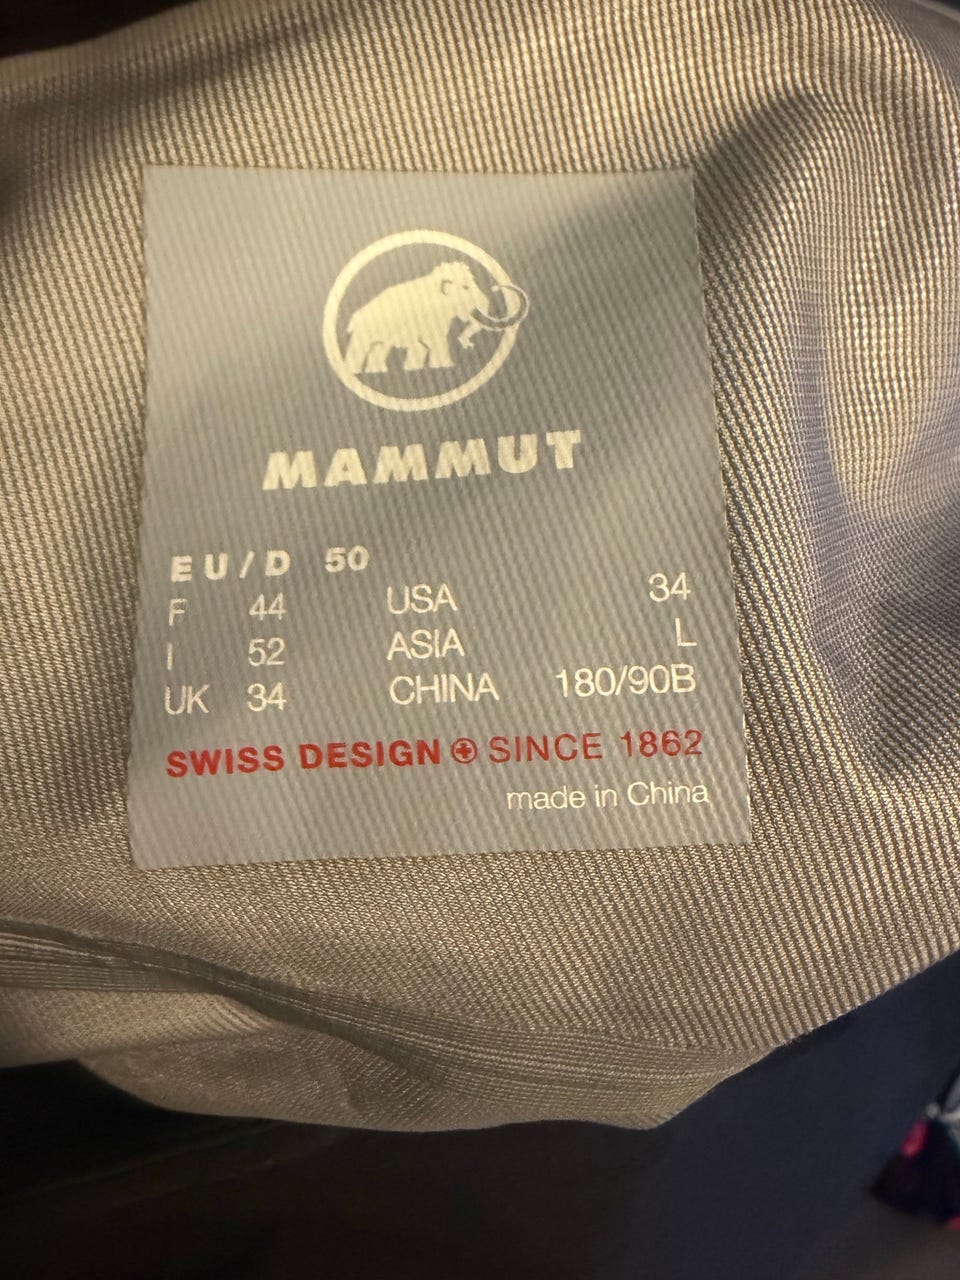 MAMMUT
EU/D 50
F 44 USA 34
I 52 ASIA L
UK 34 CHINA 180/90B
SWISS DESIGN SINCE 1862
made in China